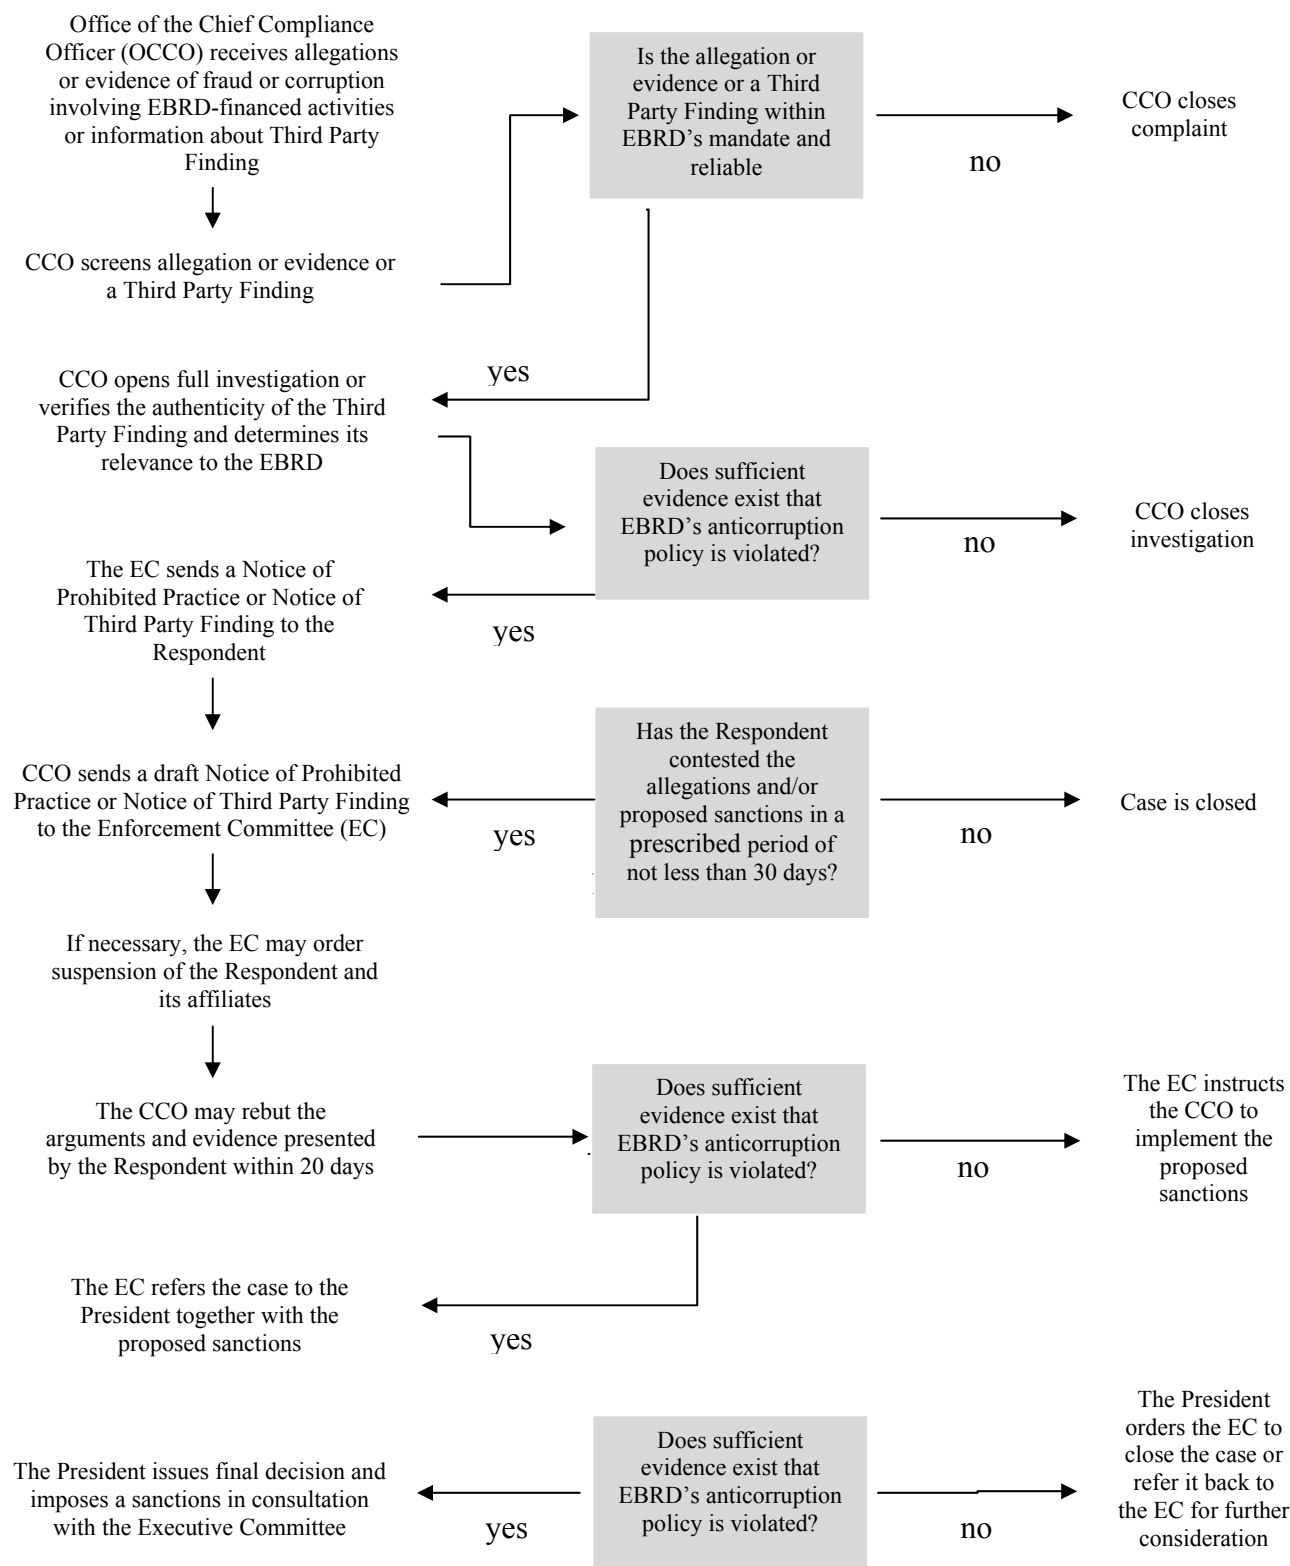 Office of the Chief Compliance
Officer (OCCO) receives allegations
or evidence of fraud or corruption
involving EBRD-financed activities
or information about Third Party
Finding
Is the allegation or
evidence or a Third
Party Finding within
EBRD’s mandate and
reliable
no
CCO closes
complaint
CCO screens allegation or evidence or
a Third Party Finding
yes
CCO opens full investigation or
verifies the authenticity of the Third
Party Finding and determines its
relevance to the EBRD
Does sufficient
evidence exist that
EBRD’s anticorruption
policy is violated?
no
CCO closes
investigation
yes
The EC sends a Notice of
Prohibited Practice or Notice of
Third Party Finding to the
Respondent
Has the Respondent
contested the
allegations and/or
proposed sanctions in a
prescribed period of
not less than 30 days?
no
Case is closed
yes
CCO sends a draft Notice of Prohibited
Practice or Notice of Third Party Finding
to the Enforcement Committee (EC)
If necessary, the EC may order
suspension of the Respondent and
its affiliates
The CCO may rebut the
arguments and evidence presented
by the Respondent within 20 days
Does sufficient
evidence exist that
EBRD’s anticorruption
policy is violated?
no
The EC instructs
the CCO to
implement the
proposed
sanctions
yes
The EC refers the case to the
President together with the
proposed sanctions
Does sufficient
evidence exist that
EBRD’s anticorruption
policy is violated?
no
The President
orders the EC to
close the case or
refer it back to
the EC for further
consideration
yes
The President issues final decision and
imposes a sanctions in consultation
with the Executive Committee